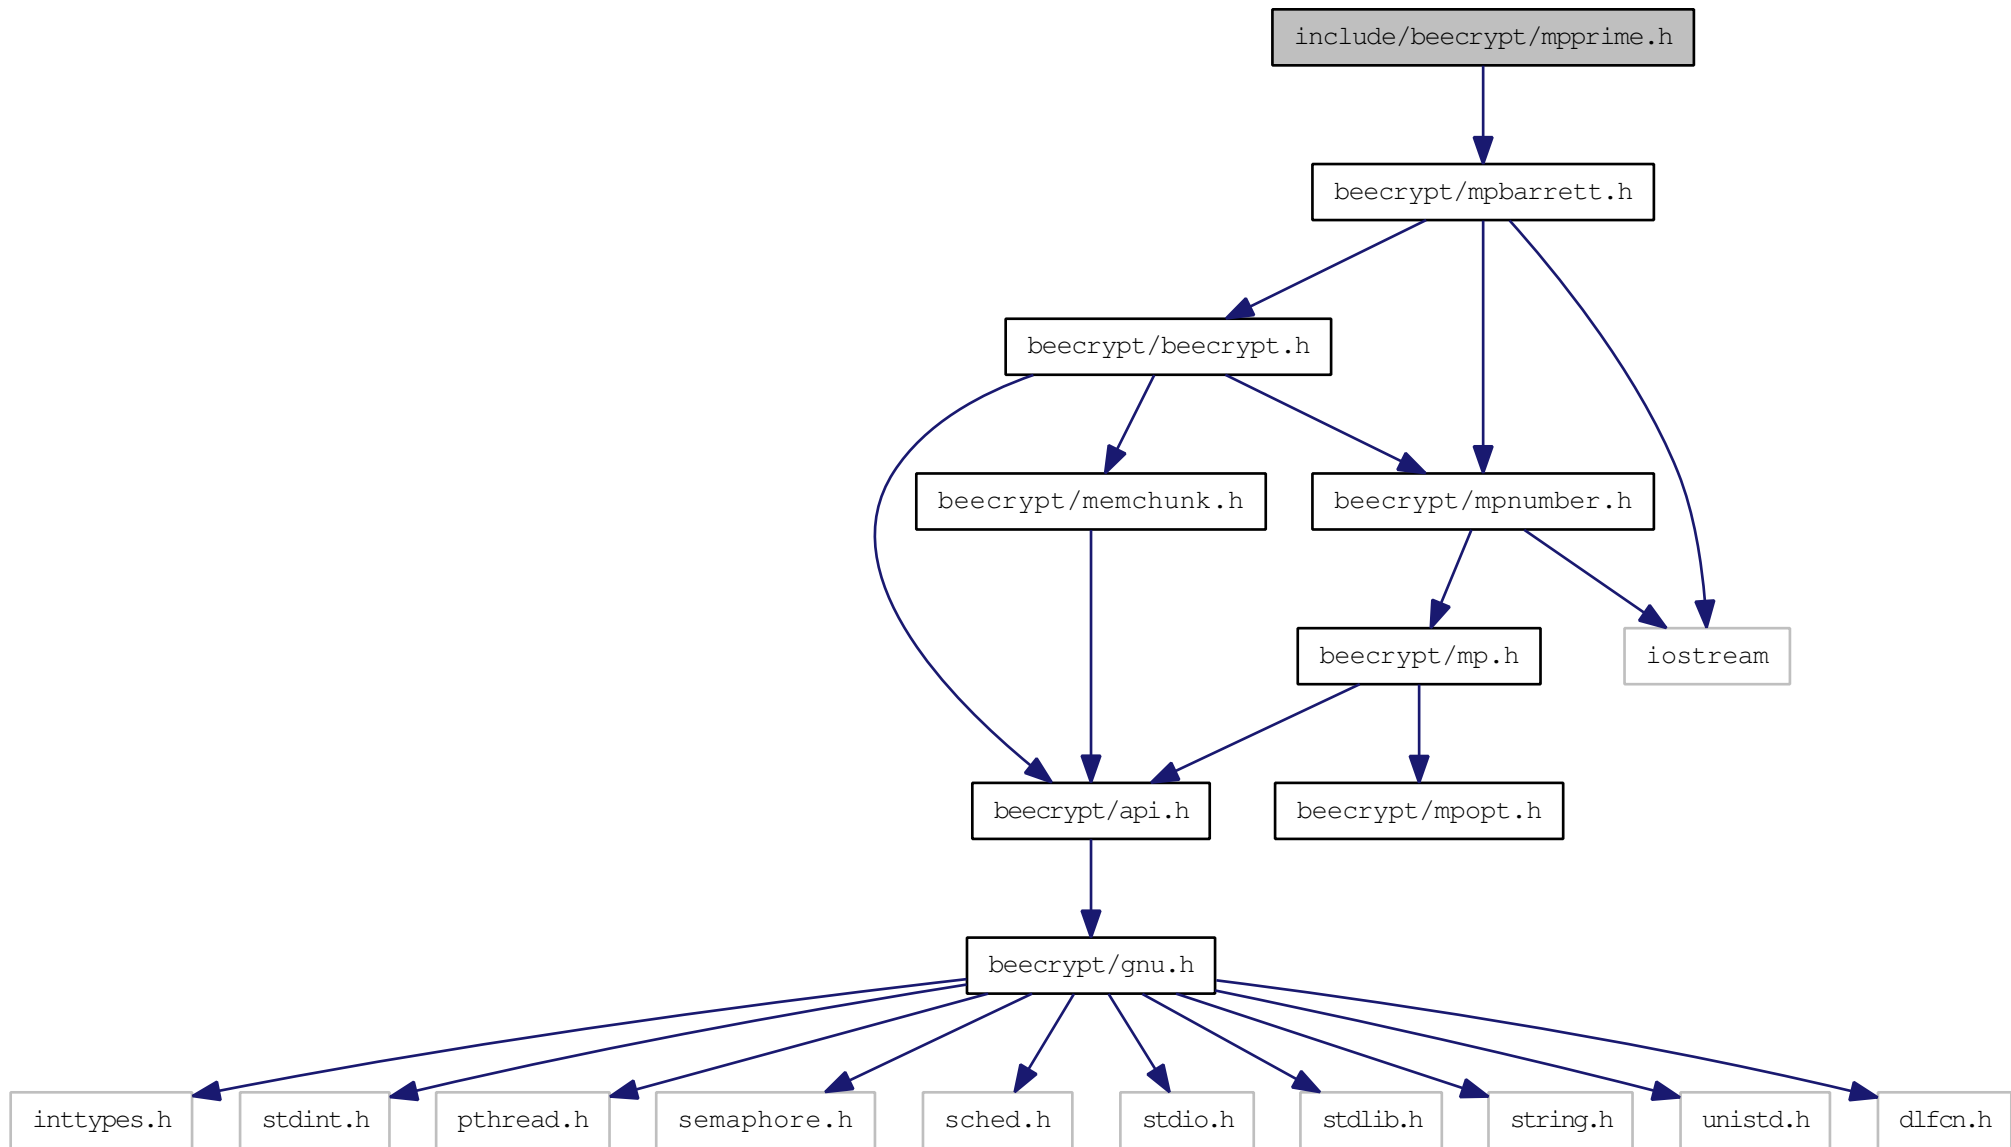 include/beecrypt/mpprime.h
beecrypt/mpbarrett.h
beecrypt/beecrypt.h
beecrypt/memchunk.h
beecrypt/mpnumber.h
beecrypt/mp.h
iostream
beecrypt/api.h
beecrypt/mpopt.h
beecrypt/gnu.h
inttypes.h
stdint.h
pthread.h
semaphore.h
sched.h
stdio.h
stdlib.h
string.h
unistd.h
dlfcn.h